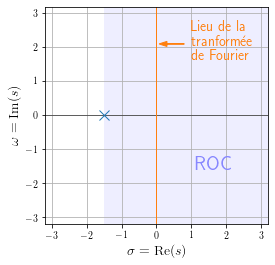 3
2
1
0
−1
−2
−3
ω = Im(s)
Lieu de la
tranformée
de Fourier
ROC
−3 −2 −1 0 1 2 3
σ = Re(s)